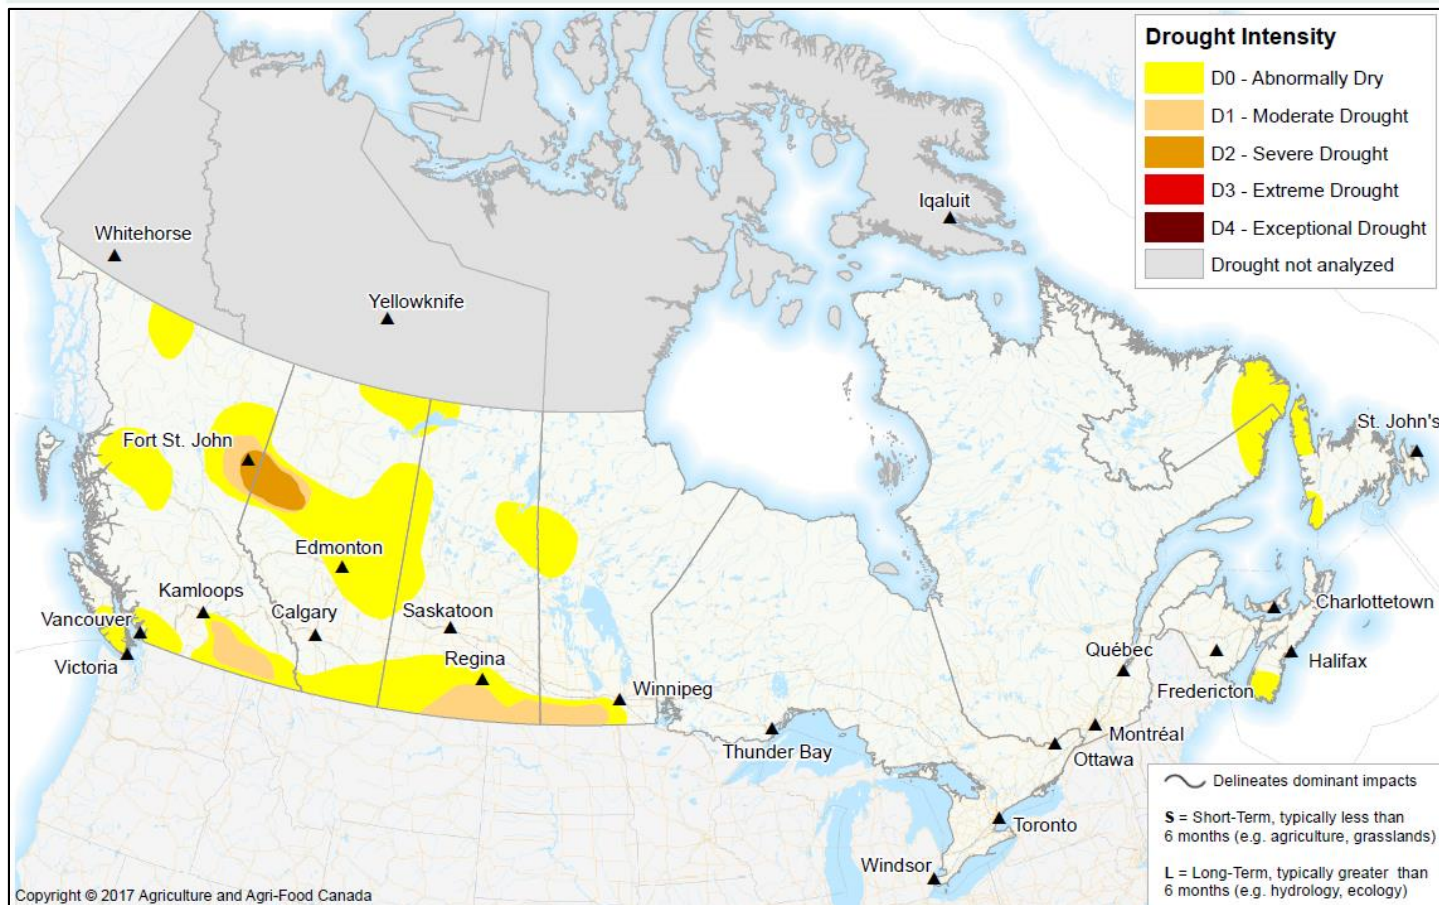 Drought Intensity
D0 - Abnormally Dry
D1 - Moderate Drought
D2 - Severe Drought
D3 - Extreme Drought
D4 - Exceptional Drought
Drought not analyzed
Iqaluit
Whitehorse
Yellowknife
St. John's
Fort St. John
Edmonton
Kamloops
Calgary
Saskatoon
Vancouver
Charlottetown
Victoria
Regina
Québec
Halifax
Winnipeg
Fredericton
Montréal
Thunder Bay
Ottawa
Toronto
Windsor
Delineates dominant impacts
S = Short-Term, typically less than
6 months (e.g. agriculture, grasslands)
L = Long-Term, typically greater than
6 months (e.g. hydrology, ecology)
Copyright © 2017 Agriculture and Agri-Food Canada